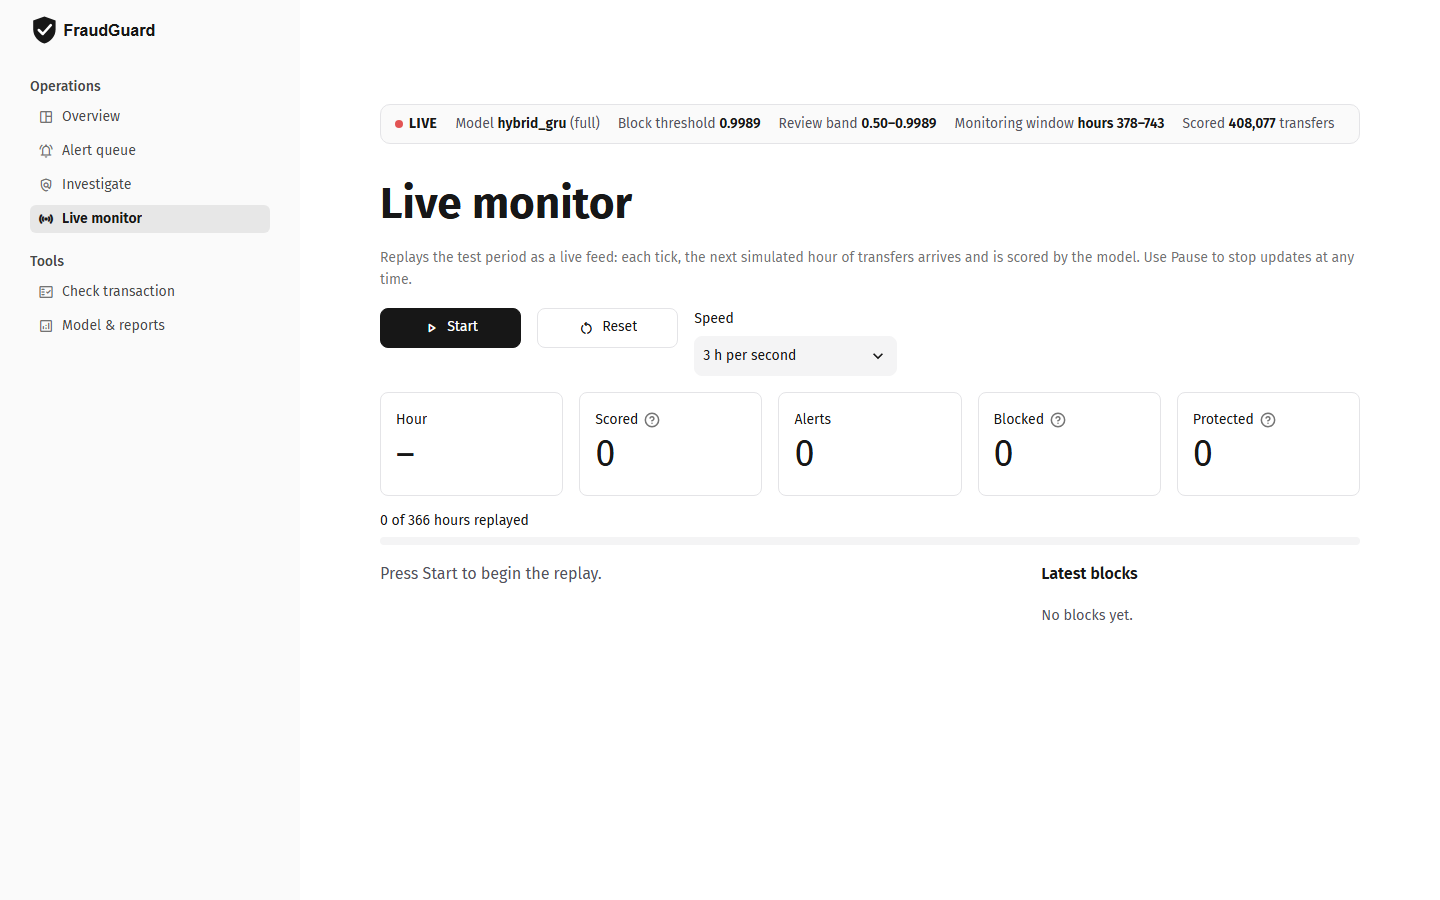 FraudGuard
Operations
Overview
Alert queue
Investigate
Live monitor
Tools
Check transaction
Model & reports
LIVE Model hybrid_gru (full) Block threshold 0.9989 Review band 0.50–0.9989 Monitoring window hours 378–743 Scored 408,077 transfers
Live monitor
Replays the test period as a live feed: each tick, the next simulated hour of transfers arrives and is scored by the model. Use Pause to stop updates at any
time.
Start
Reset
Speed
3 h per second
Hour
–
Scored
0
Alerts
0
Blocked
0
Protected
0
0 of 366 hours replayed
Press Start to begin the replay.
Latest blocks
No blocks yet.